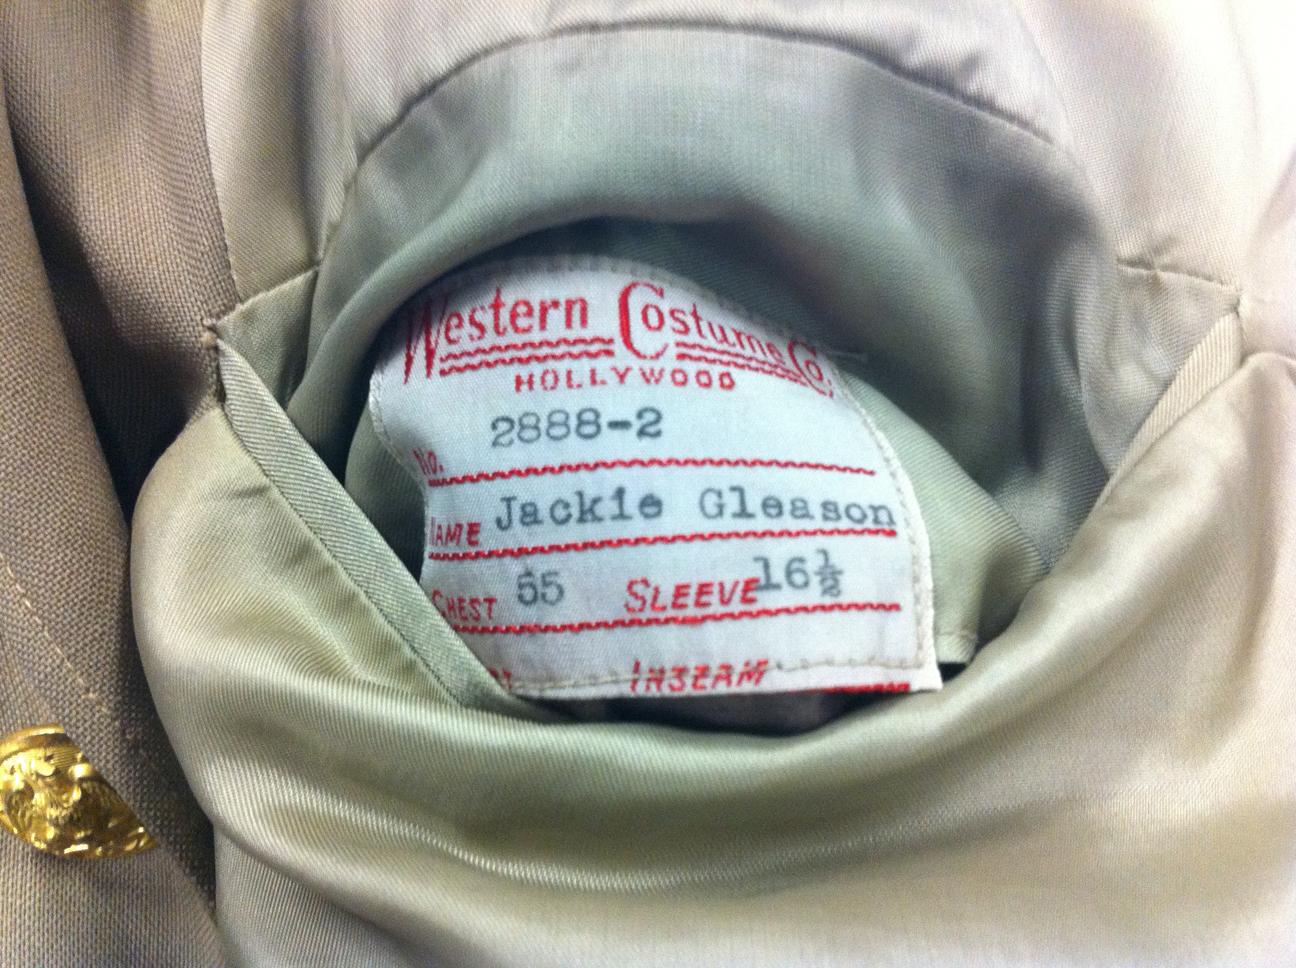 Western Costume Co.
HOLLYWOOD
No. 2888-2
NAME Jackie Gleason
CHEST 55 SLEEVE 16½
INSEAM